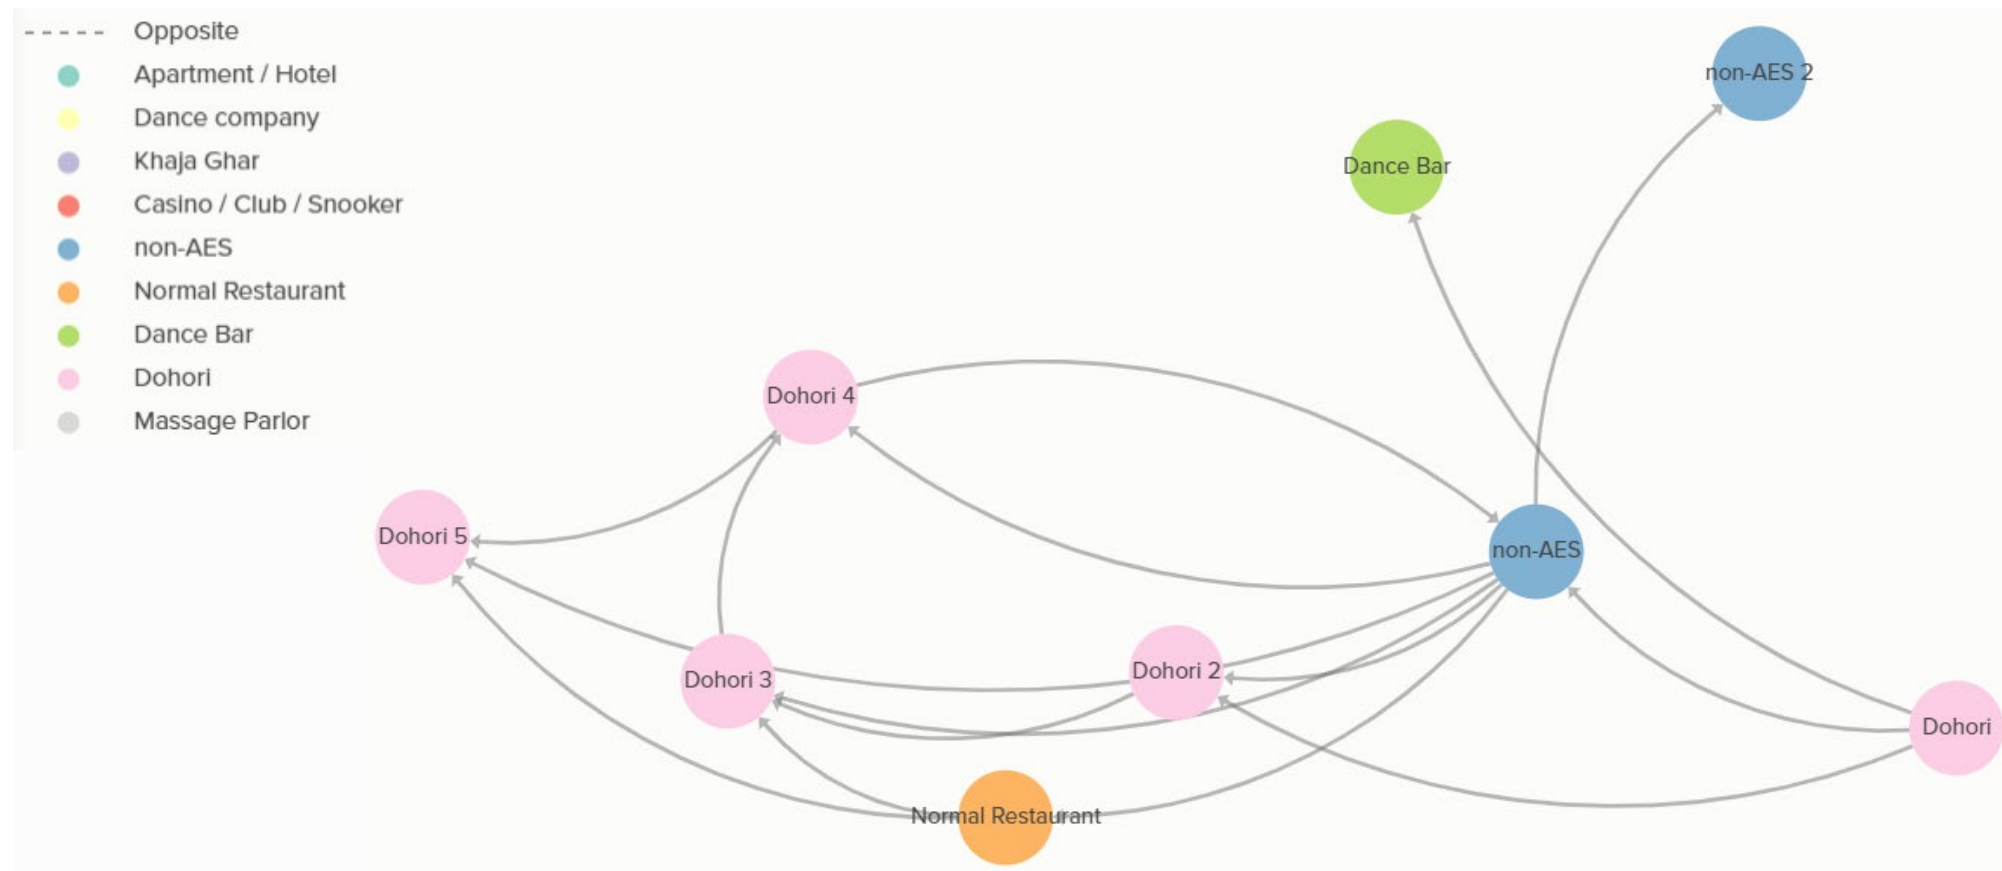 Opposite
Apartment / Hotel
Dance company
Khaja Ghar
Casino / Club / Snooker
non-AES
Normal Restaurant
Dance Bar
Dohori
Massage Parlor
non-AES 2
Dance Bar
Dohori 4
Dohori 5
non-AES
Dohori 2
Dohori 3
Dohori
Normal Restaurant